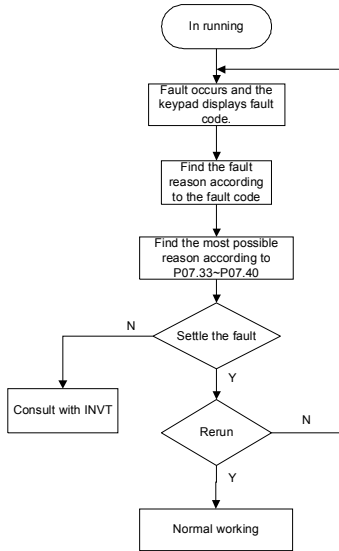 In running
Fault occurs and the
keypad displays fault
code.
Find the fault
reason according
to the fault code
Find the most possible
reason according to
P07.33~P07.40
N
Settle the fault
Y
Consult with INVT
Rerun
N
Y
Normal working